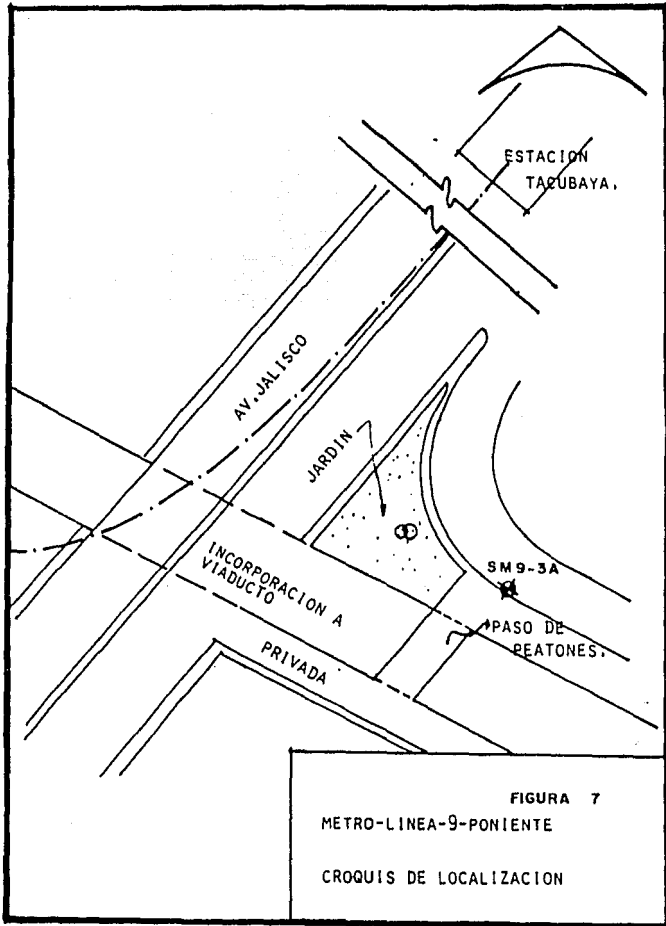 ESTACION
TACUBAYA.
AV. JALISCO
JARDIN
INCORPORACION A
VIADUCTO
SM9-3A
PASO DE
PEATONES.
PRIVADA
FIGURA 7
METRO-LINEA-9-PONIENTE
CROQUIS DE LOCALIZACION